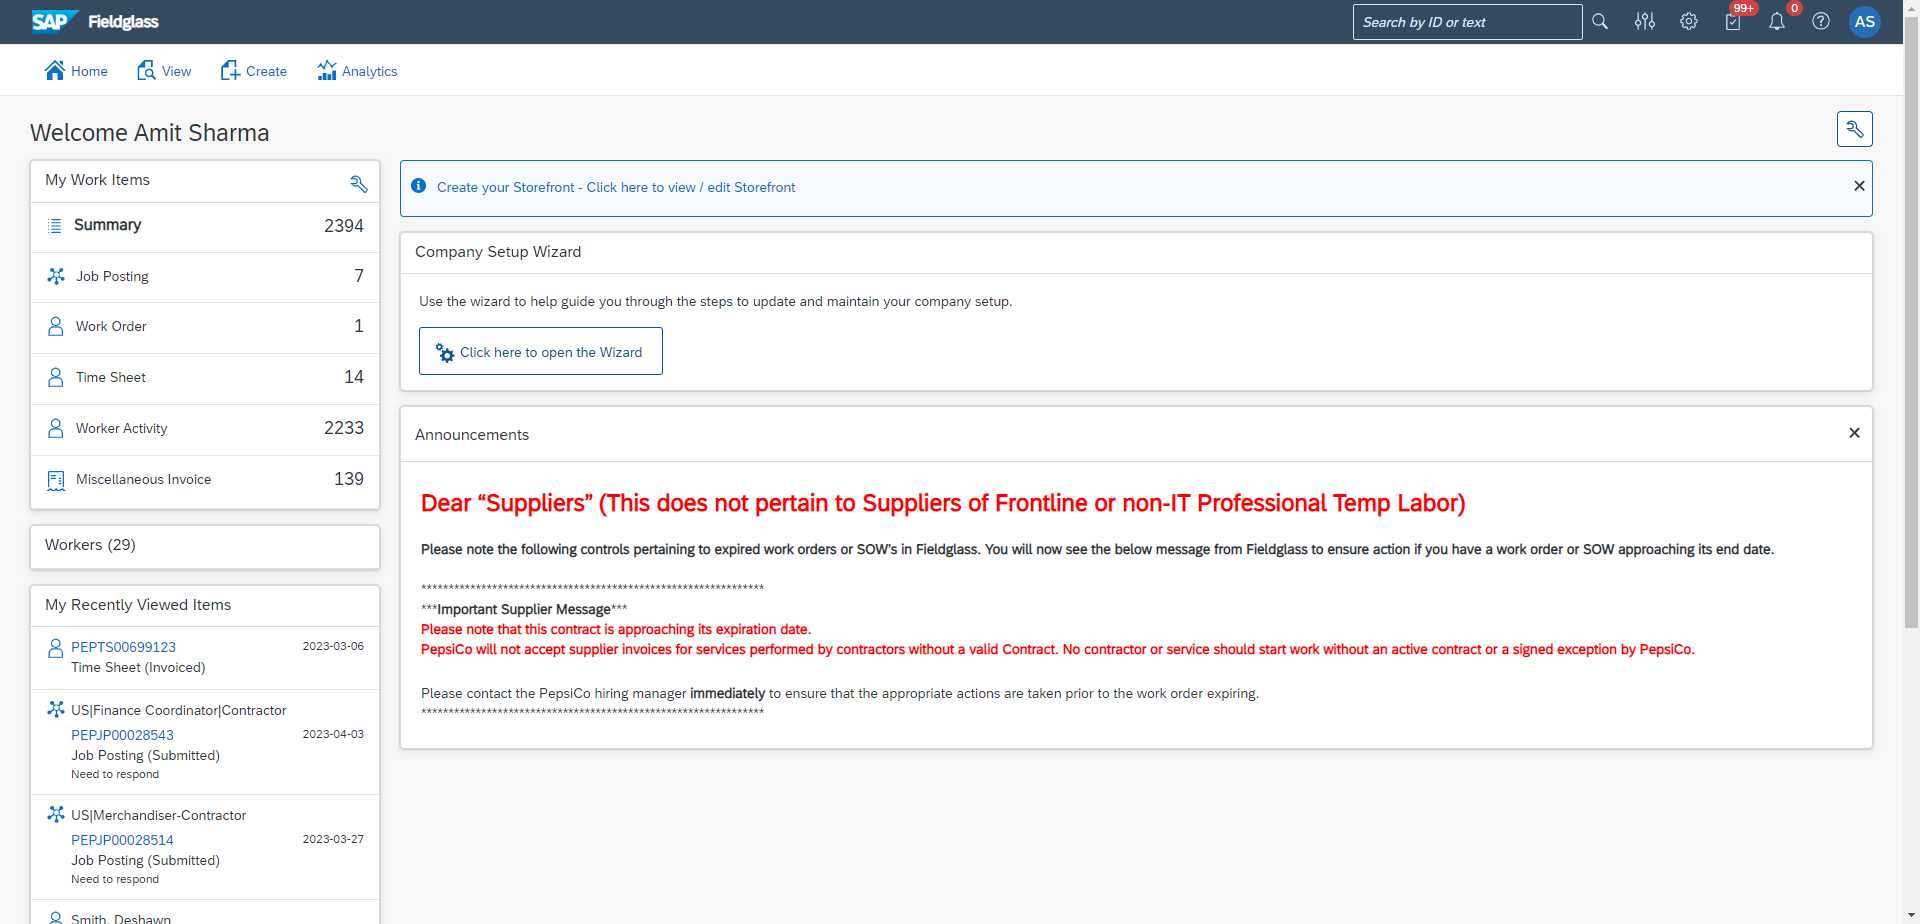 SAP Fieldglass
Search by ID or text
99+
0
AS
Home
View
Create
Analytics
Welcome Amit Sharma
My Work Items
Summary 2394
Job Posting 7
Work Order 1
Time Sheet 14
Worker Activity 2233
Miscellaneous Invoice 139
Workers (29)
My Recently Viewed Items
PEPTS00699123 2023-03-06
Time Sheet (Invoiced)
US|Finance Coordinator|Contractor
PEPJP00028543 2023-04-03
Job Posting (Submitted)
Need to respond
US|Merchandiser-Contractor
PEPJP00028514 2023-03-27
Job Posting (Submitted)
Need to respond
Smith, Deshawn
Create your Storefront - Click here to view / edit Storefront
Company Setup Wizard
Use the wizard to help guide you through the steps to update and maintain your company setup.
Click here to open the Wizard
Announcements
Dear “Suppliers” (This does not pertain to Suppliers of Frontline or non-IT Professional Temp Labor)
Please note the following controls pertaining to expired work orders or SOW's in Fieldglass. You will now see the below message from Fieldglass to ensure action if you have a work order or SOW approaching its end date.
***************************************************************
***Important Supplier Message***
Please note that this contract is approaching its expiration date.
PepsiCo will not accept supplier invoices for services performed by contractors without a valid Contract. No contractor or service should start work without an active contract or a signed exception by PepsiCo.
Please contact the PepsiCo hiring manager immediately to ensure that the appropriate actions are taken prior to the work order expiring.
***************************************************************